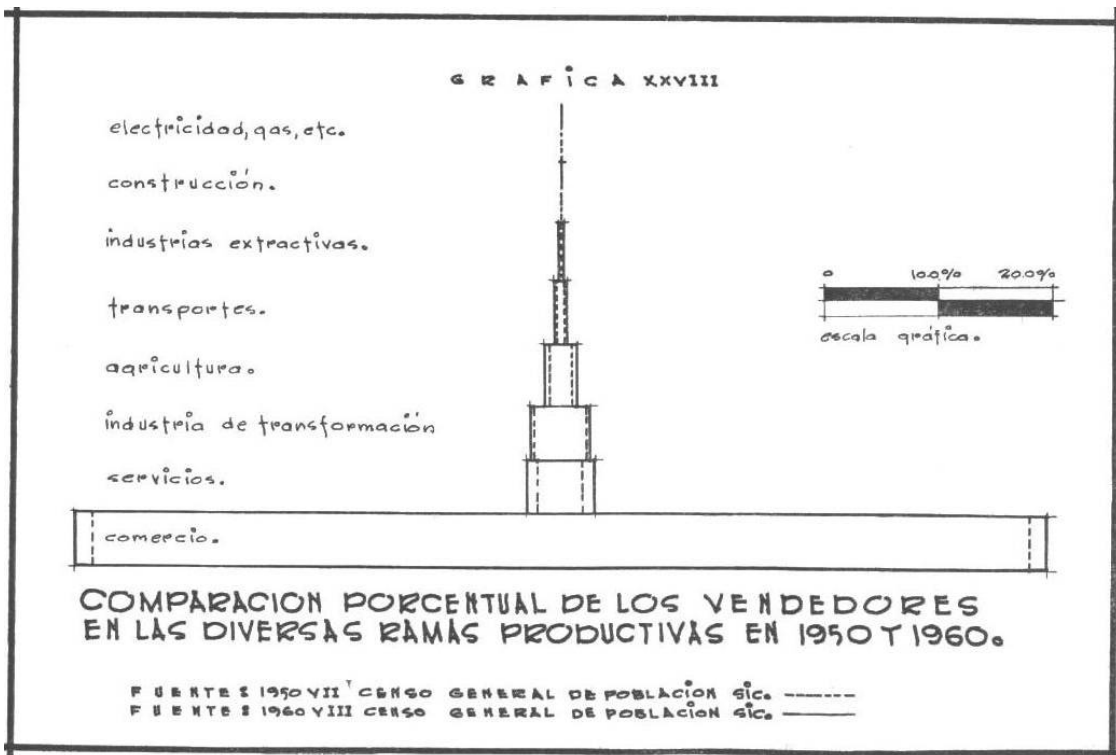 GRAFICA XXVIII
electricidad, gas, etc.
construcción.
industrias extractivas.
0 10.0% 20.0%
transportes.
escala gráfica.
agricultura.
industria de transformación
servicios.
comercio.
COMPARACION PORCENTUAL DE LOS VENDEDORES
EN LAS DIVERSAS RAMAS PRODUCTIVAS EN 1950 Y 1960.
FUENTE: 1950 VII CENSO GENERAL DE POBLACION SIC.
FUENTE: 1960 VIII CENSO GENERAL DE POBLACION SIC.